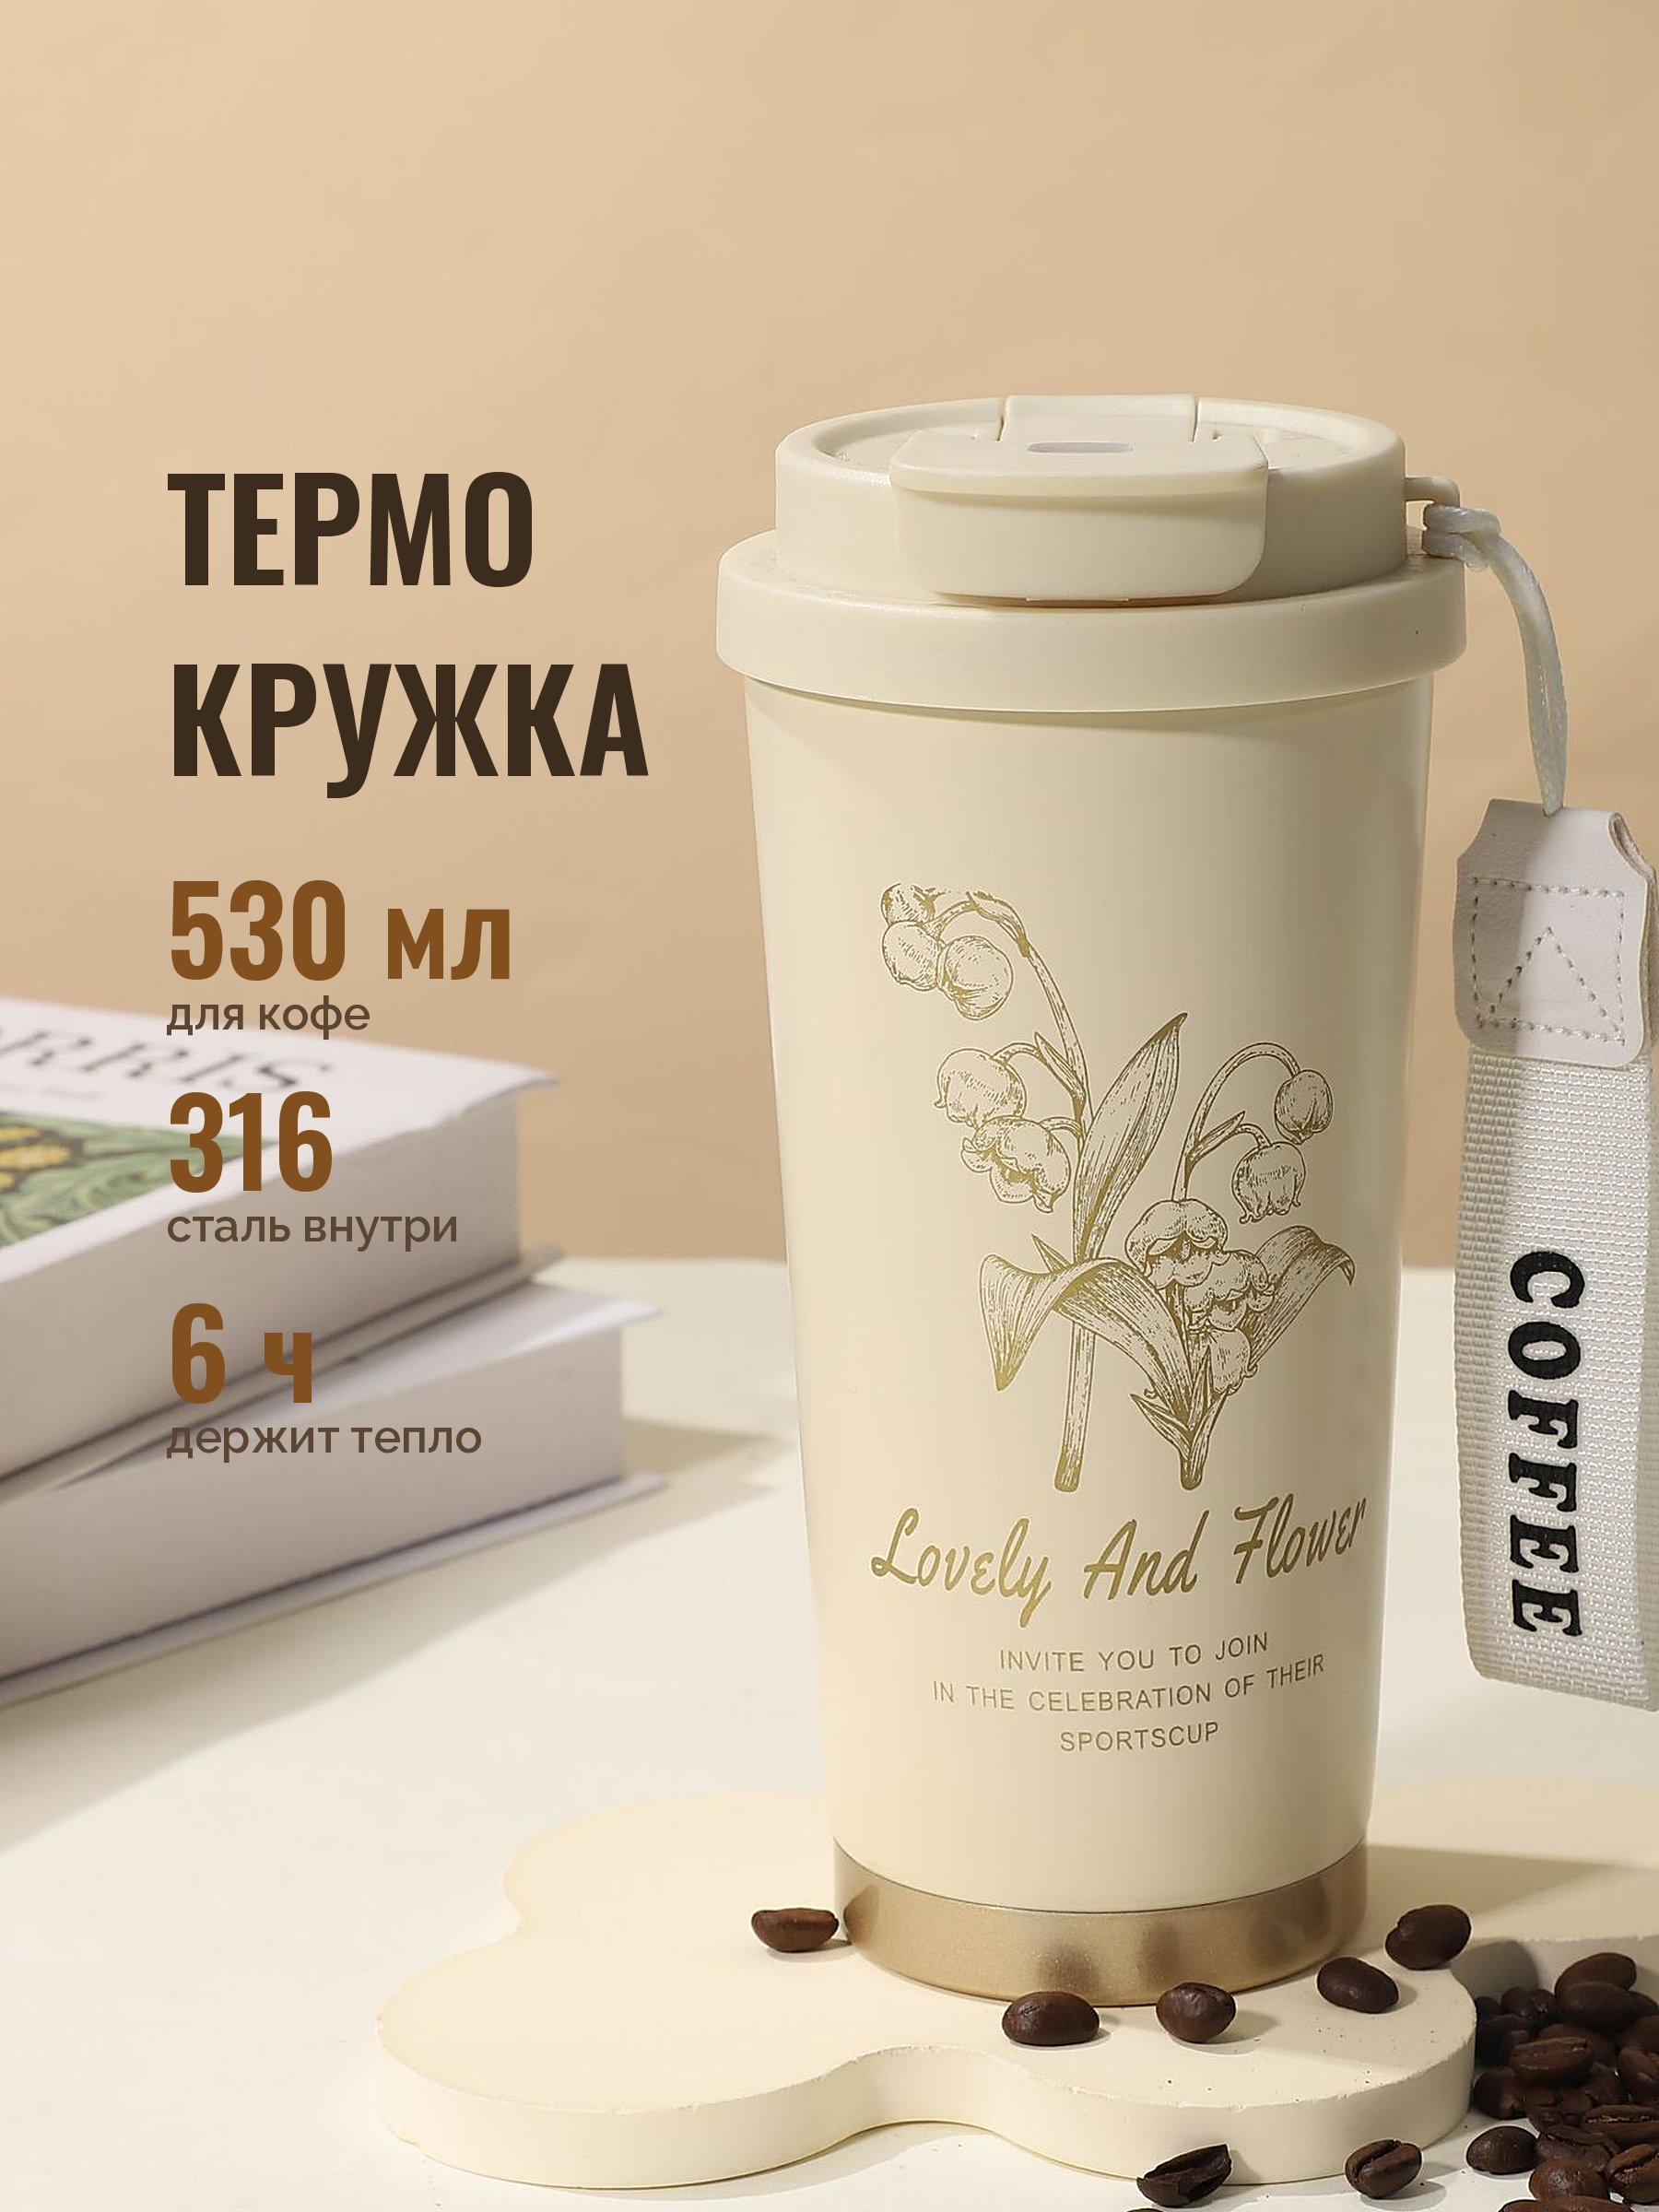 ТЕРМО
КРУЖКА
530 мл
для кофе
316
сталь внутри
6 ч
держит тепло
Lovely And Flower
INVITE YOU TO JOIN
IN THE CELEBRATION OF THEIR
SPORTSCUP
COFFEE